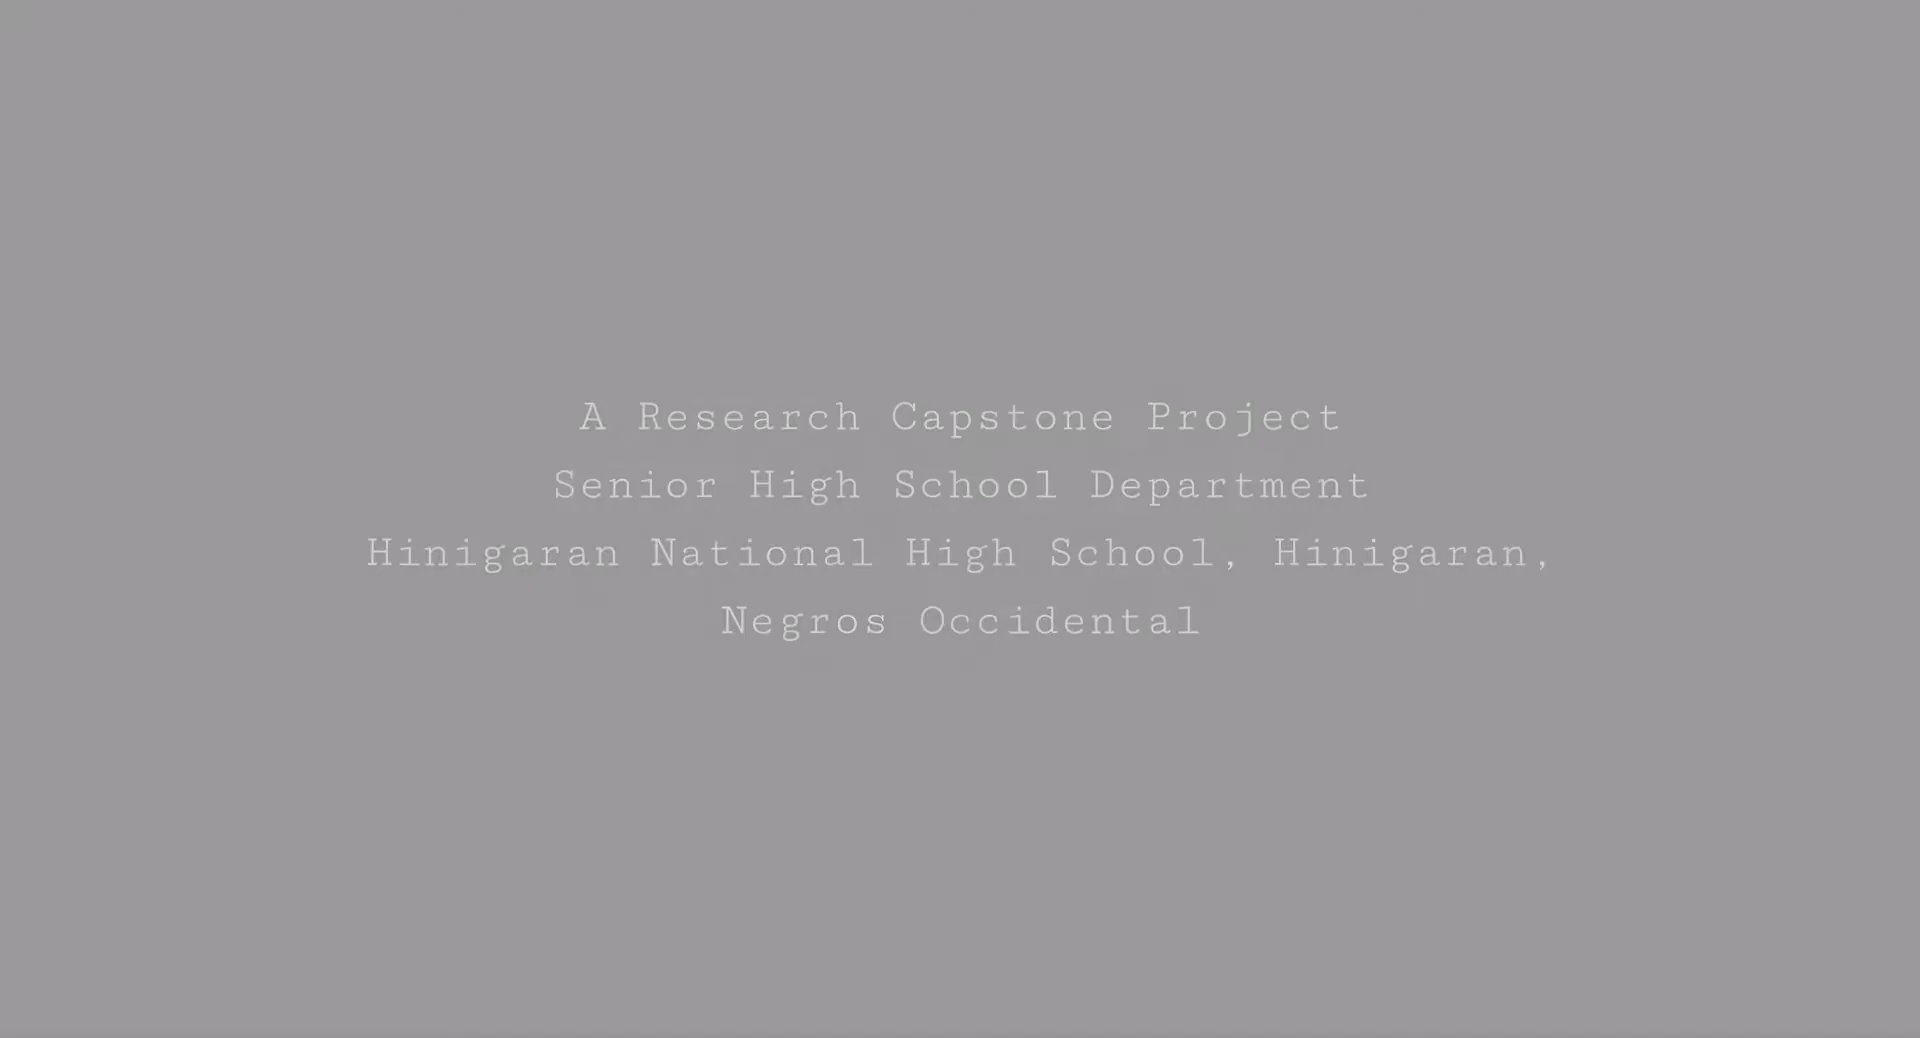 A Research Capstone Project
Senior High School Department
Hinigaran National High School, Hinigaran,
Negros Occidental